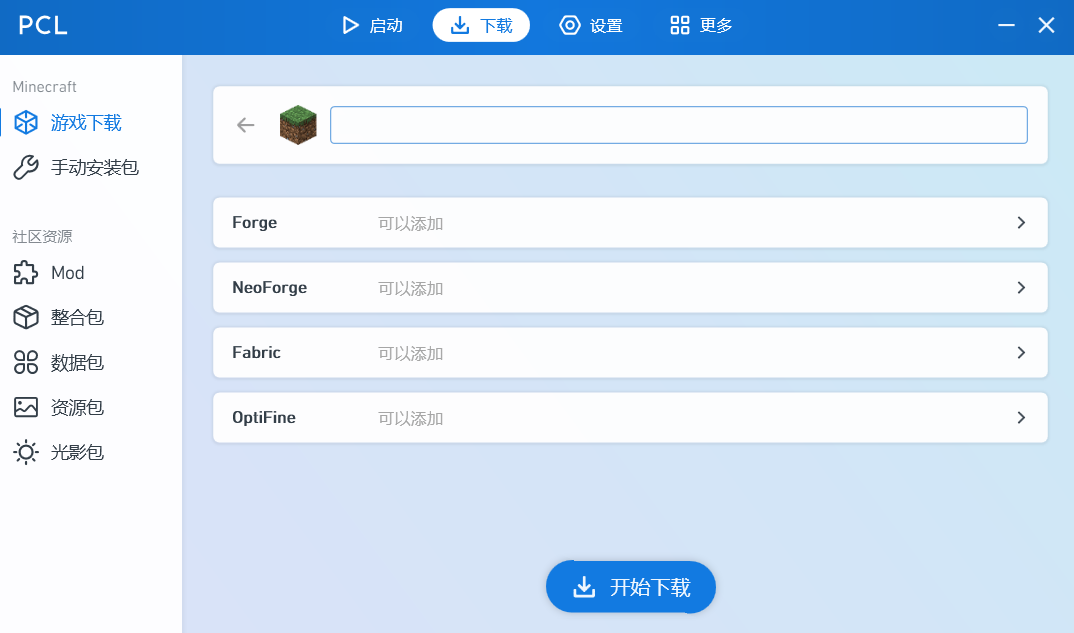 PCL
启动
下载
设置
更多
Minecraft
游戏下载
手动安装包
社区资源
Mod
整合包
数据包
资源包
光影包
Forge 可以添加
NeoForge 可以添加
Fabric 可以添加
OptiFine 可以添加
开始下载